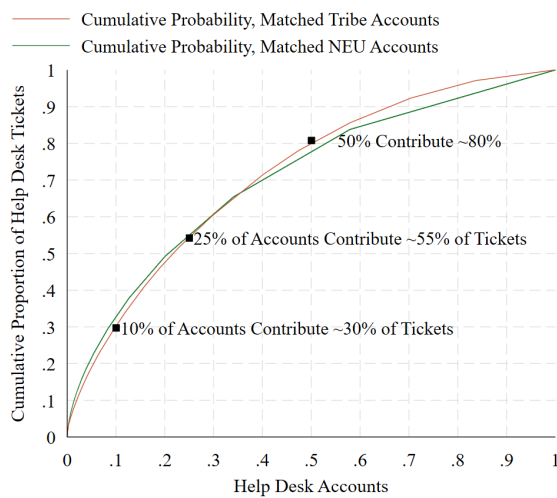 Cumulative Probability, Matched Tribe Accounts
Cumulative Probability, Matched NEU Accounts
Cumulative Proportion of Help Desk Tickets
1
.9
.8
.7
.6
.5
.4
.3
.2
.1
0
50% Contribute ~80%
25% of Accounts Contribute ~55% of Tickets
10% of Accounts Contribute ~30% of Tickets
0 .1 .2 .3 .4 .5 .6 .7 .8 .9 1
Help Desk Accounts